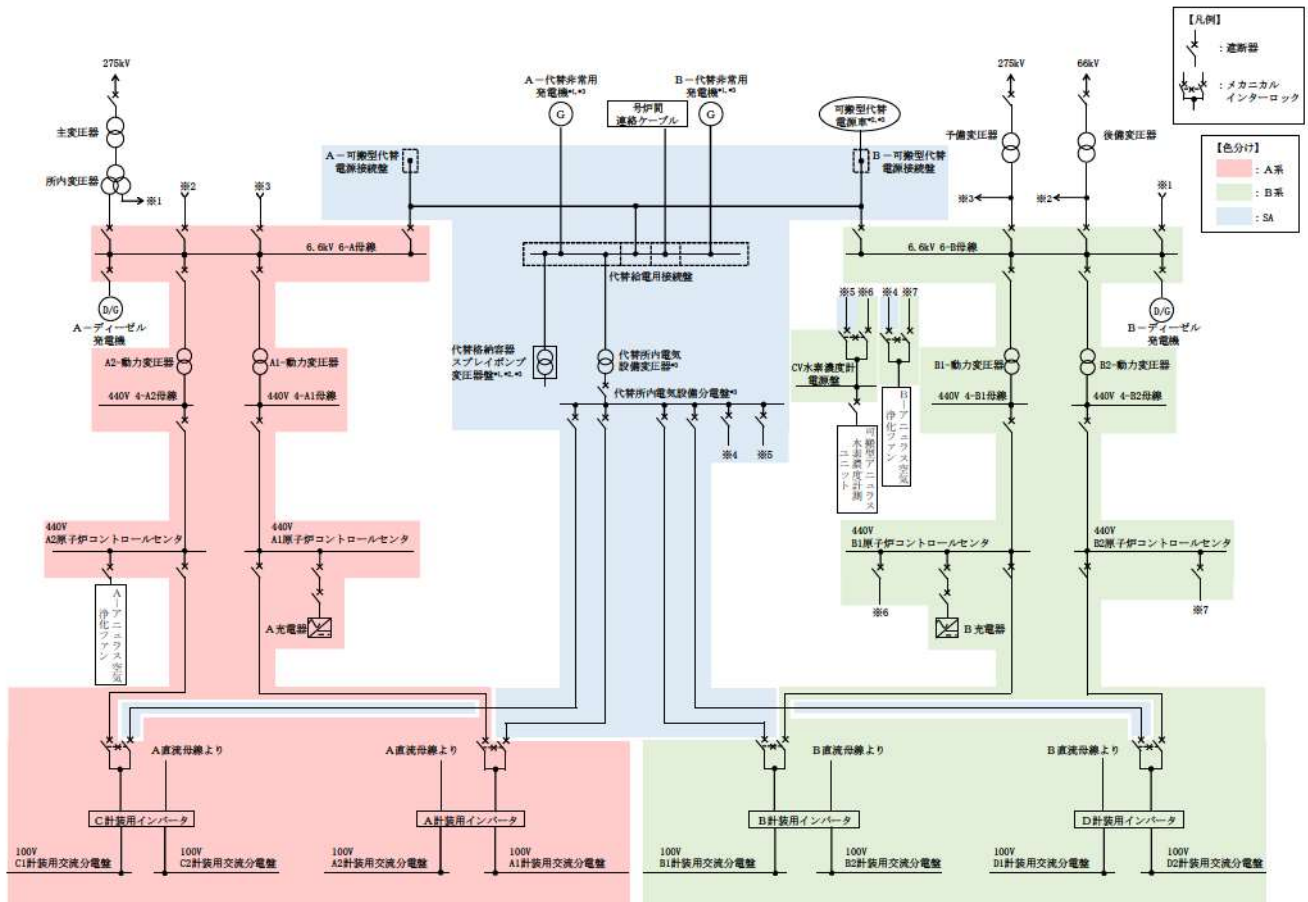 【凡例】
：遮断器
：メカニカル
インターロック
【色分け】
：A系
：B系
：SA
275kV
主変圧器
所内変圧器
※1
※2
※3
A－代替非常用
発電機*1,*3
号炉間
連絡ケーブル
B－代替非常用
発電機*1,*3
可搬型代替
電源車*2,*3
275kV
66kV
予備変圧器
後備変圧器
A－可搬型代替
電源接続盤
B－可搬型代替
電源接続盤
※3
※2
※1
6.6kV 6-A母線
代替給電用接続盤
6.6kV 6-B母線
G
G
D/G
A－ディーゼル
発電機
D/G
B－ディーゼル
発電機
※5
※6
※4
※7
A2-動力変圧器
A1-動力変圧器
代替格納容器
スプレイポンプ
変圧器盤*1,*2,*3
代替所内電気
設備変圧器*3
CV水素濃度計
電源盤
B1-動力変圧器
B2-動力変圧器
440V 4-A2母線
440V 4-A1母線
代替所内電気設備分電盤*3
440V 4-B1母線
440V 4-B2母線
※4
※5
可搬型アニュラス
水素濃度計測
ユニット
B－アニュラス空気
浄化ファン
440V
A2原子炉コントロールセンタ
440V
A1原子炉コントロールセンタ
440V
B1原子炉コントロールセンタ
440V
B2原子炉コントロールセンタ
A－アニュラス空気
浄化ファン
A充電器
※6
B充電器
※7
A直流母線より
A直流母線より
B直流母線より
B直流母線より
C計装用インバータ
A計装用インバータ
B計装用インバータ
D計装用インバータ
100V
C1計装用交流分電盤
100V
C2計装用交流分電盤
100V
A2計装用交流分電盤
100V
A1計装用交流分電盤
100V
B1計装用交流分電盤
100V
B2計装用交流分電盤
100V
D1計装用交流分電盤
100V
D2計装用交流分電盤